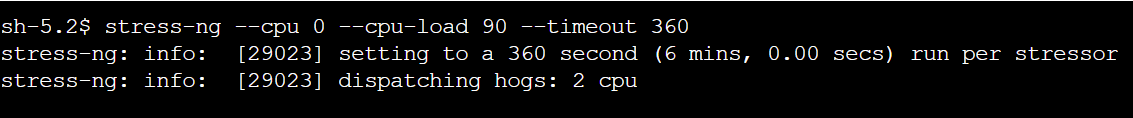 sh-5.2$ stress-ng --cpu 0 --cpu-load 90 --timeout 360
stress-ng: info:  [29023] setting to a 360 second (6 mins, 0.00 secs) run per stressor
stress-ng: info:  [29023] dispatching hogs: 2 cpu